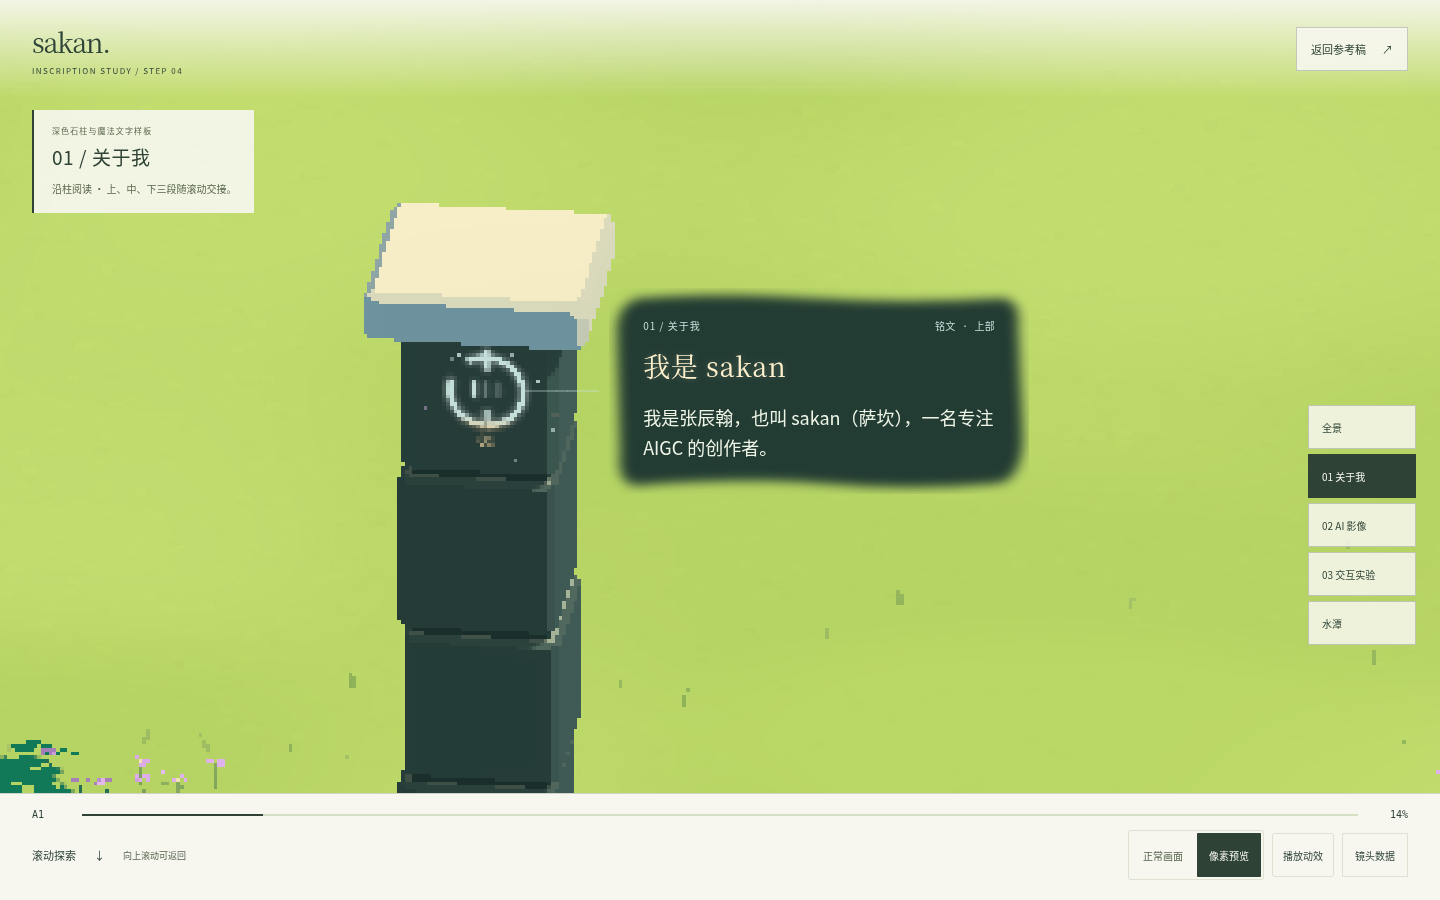 sakan.
INSCRIPTION STUDY / STEP 04
返回参考稿 ↗
深色石柱与魔法文字样板
01 / 关于我
沿柱阅读 · 上、中、下三段随滚动交接。
01 / 关于我
铭文 · 上部
我是 sakan
我是张辰翰，也叫 sakan（萨坎），一名专注
AIGC 的创作者。
全景
01 关于我
02 AI 影像
03 交互实验
水潭
A1
14%
滚动探索 ↓ 向上滚动可返回
正常画面
像素预览
播放动效
镜头数据